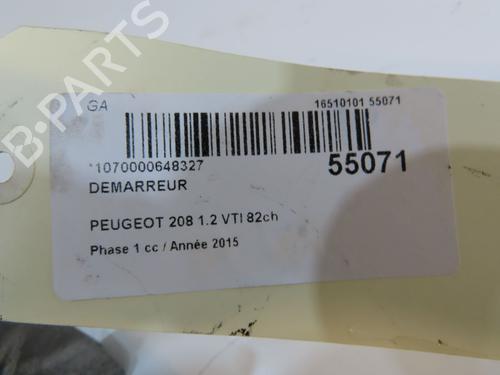 GA
16510101 55071
*1070000648327
55071
DEMARREUR
PEUGEOT 208 1.2 VTI 82ch
Phase 1 cc / Année 2015
B-PARTS